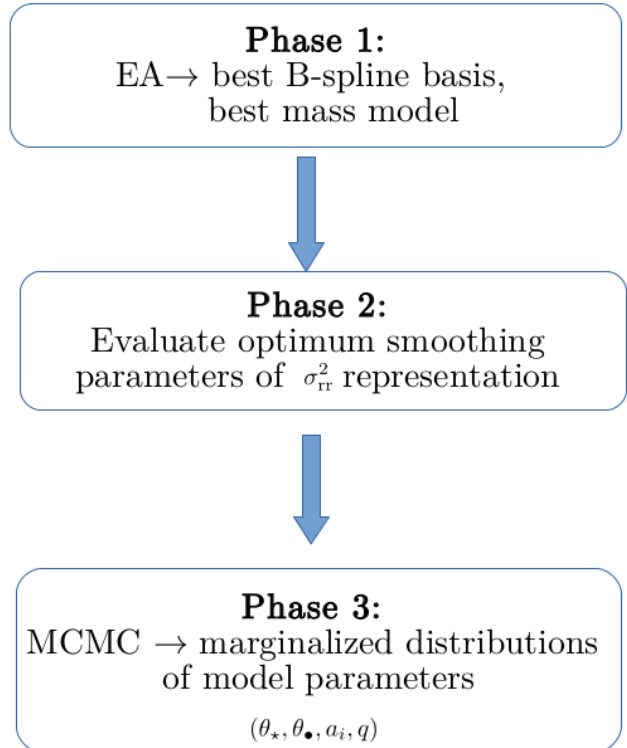 Phase 1:
EA→ best B-spline basis,
best mass model
Phase 2:
Evaluate optimum smoothing
parameters of σ²_rr representation
Phase 3:
MCMC → marginalized distributions
of model parameters
(θ⋆, θ•, aᵢ, q)